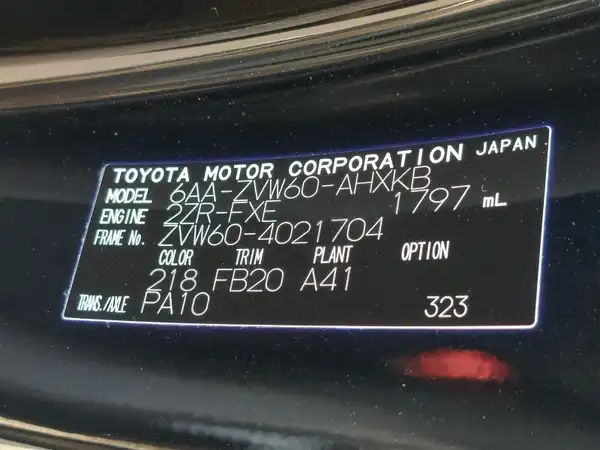 TOYOTA MOTOR CORPORATION JAPAN
MODEL 6AA-ZVW60-AHXKB
ENGINE 2ZR-FXE 1797 mL
FRAME No. ZVW60-4021704
COLOR TRIM PLANT OPTION
218 FB20 A41
TRANS./AXLE PA10 323